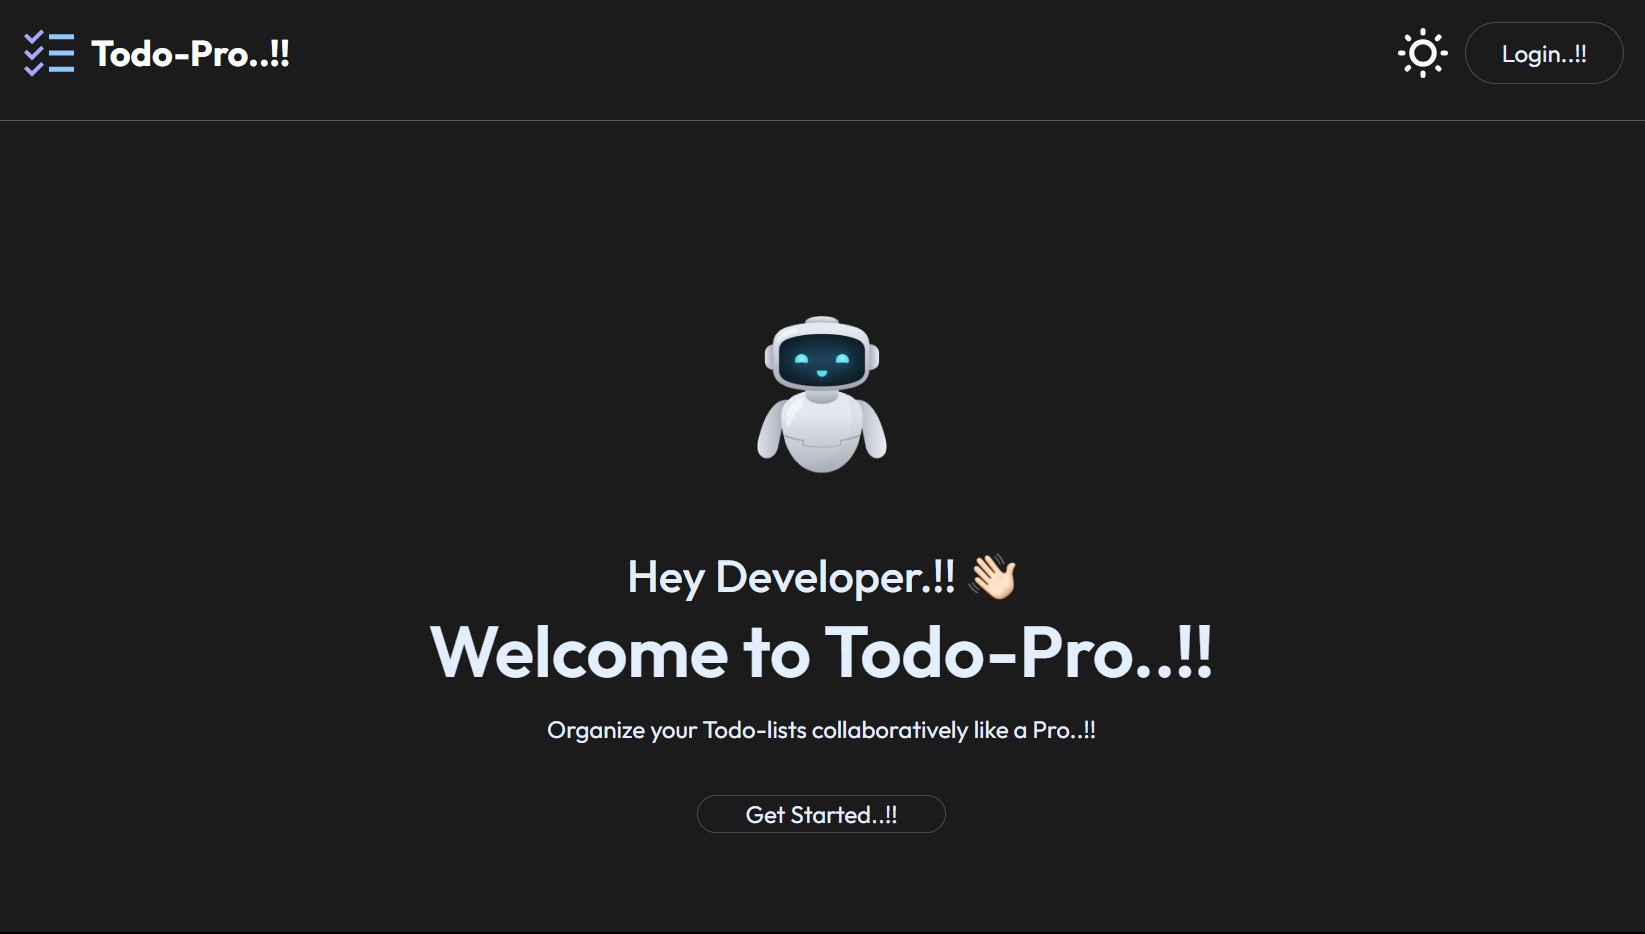 Todo-Pro..!!
Login..!!
Hey Developer.!! 👋🏻
Welcome to Todo-Pro..!!
Organize your Todo-lists collaboratively like a Pro..!!
Get Started..!!